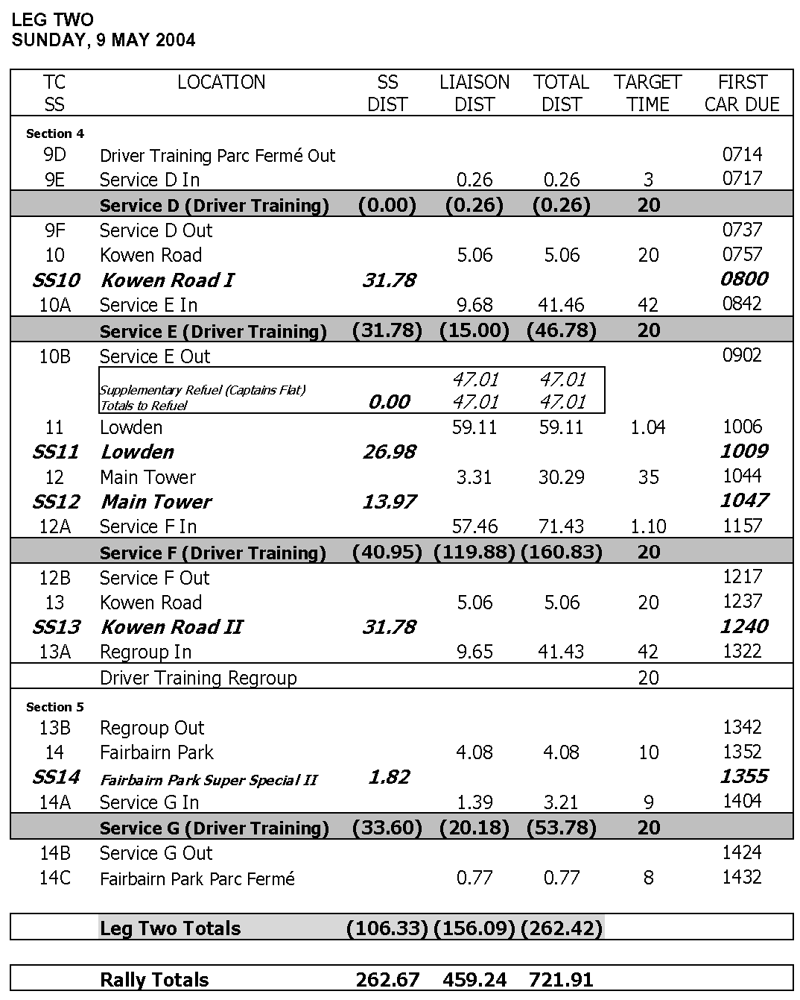 LEG TWO
SUNDAY, 9 MAY 2004
TC LOCATION SS LIAISON TOTAL TARGET FIRST
SS DIST DIST DIST TIME CAR DUE
Section 4
9D Driver Training Parc Fermé Out 0714
9E Service D In 0.26 0.26 3 0717
Service D (Driver Training) (0.00) (0.26) (0.26) 20
9F Service D Out 0737
10 Kowen Road 5.06 5.06 20 0757
SS10 Kowen Road I 31.78 0800
10A Service E In 9.68 41.46 42 0842
Service E (Driver Training) (31.78) (15.00) (46.78) 20
10B Service E Out 0902
47.01 47.01
Supplementary Refuel (Captains Flat)
Totals to Refuel 0.00 47.01 47.01
11 Lowden 59.11 59.11 1.04 1006
SS11 Lowden 26.98 1009
12 Main Tower 3.31 30.29 35 1044
SS12 Main Tower 13.97 1047
12A Service F In 57.46 71.43 1.10 1157
Service F (Driver Training) (40.95) (119.88) (160.83) 20
12B Service F Out 1217
13 Kowen Road 5.06 5.06 20 1237
SS13 Kowen Road II 31.78 1240
13A Regroup In 9.65 41.43 42 1322
Driver Training Regroup 20
Section 5
13B Regroup Out 1342
14 Fairbairn Park 4.08 4.08 10 1352
SS14 Fairbairn Park Super Special II 1.82 1355
14A Service G In 1.39 3.21 9 1404
Service G (Driver Training) (33.60) (20.18) (53.78) 20
14B Service G Out 1424
14C Fairbairn Park Parc Fermé 0.77 0.77 8 1432
Leg Two Totals (106.33) (156.09) (262.42)
Rally Totals 262.67 459.24 721.91